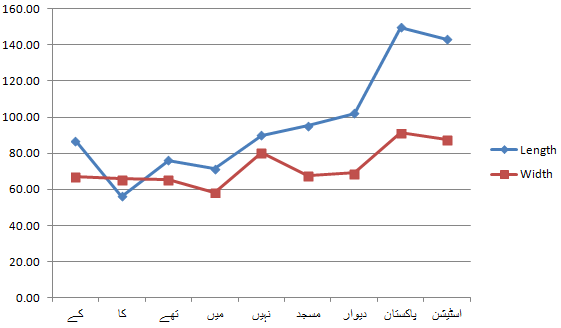 160.00
140.00
120.00
100.00
80.00
60.00
40.00
20.00
0.00
کے
کا
تھے
میں
نہیں
مسجد
دیوار
پاکستان
اسٹیشن
Length
Width